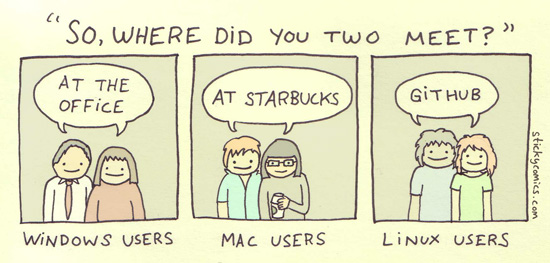 "SO, WHERE DID YOU TWO MEET?"
AT THE
OFFICE
WINDOWS USERS
AT STARBUCKS
MAC USERS
GITHUB
LINUX USERS
stickycomics.com